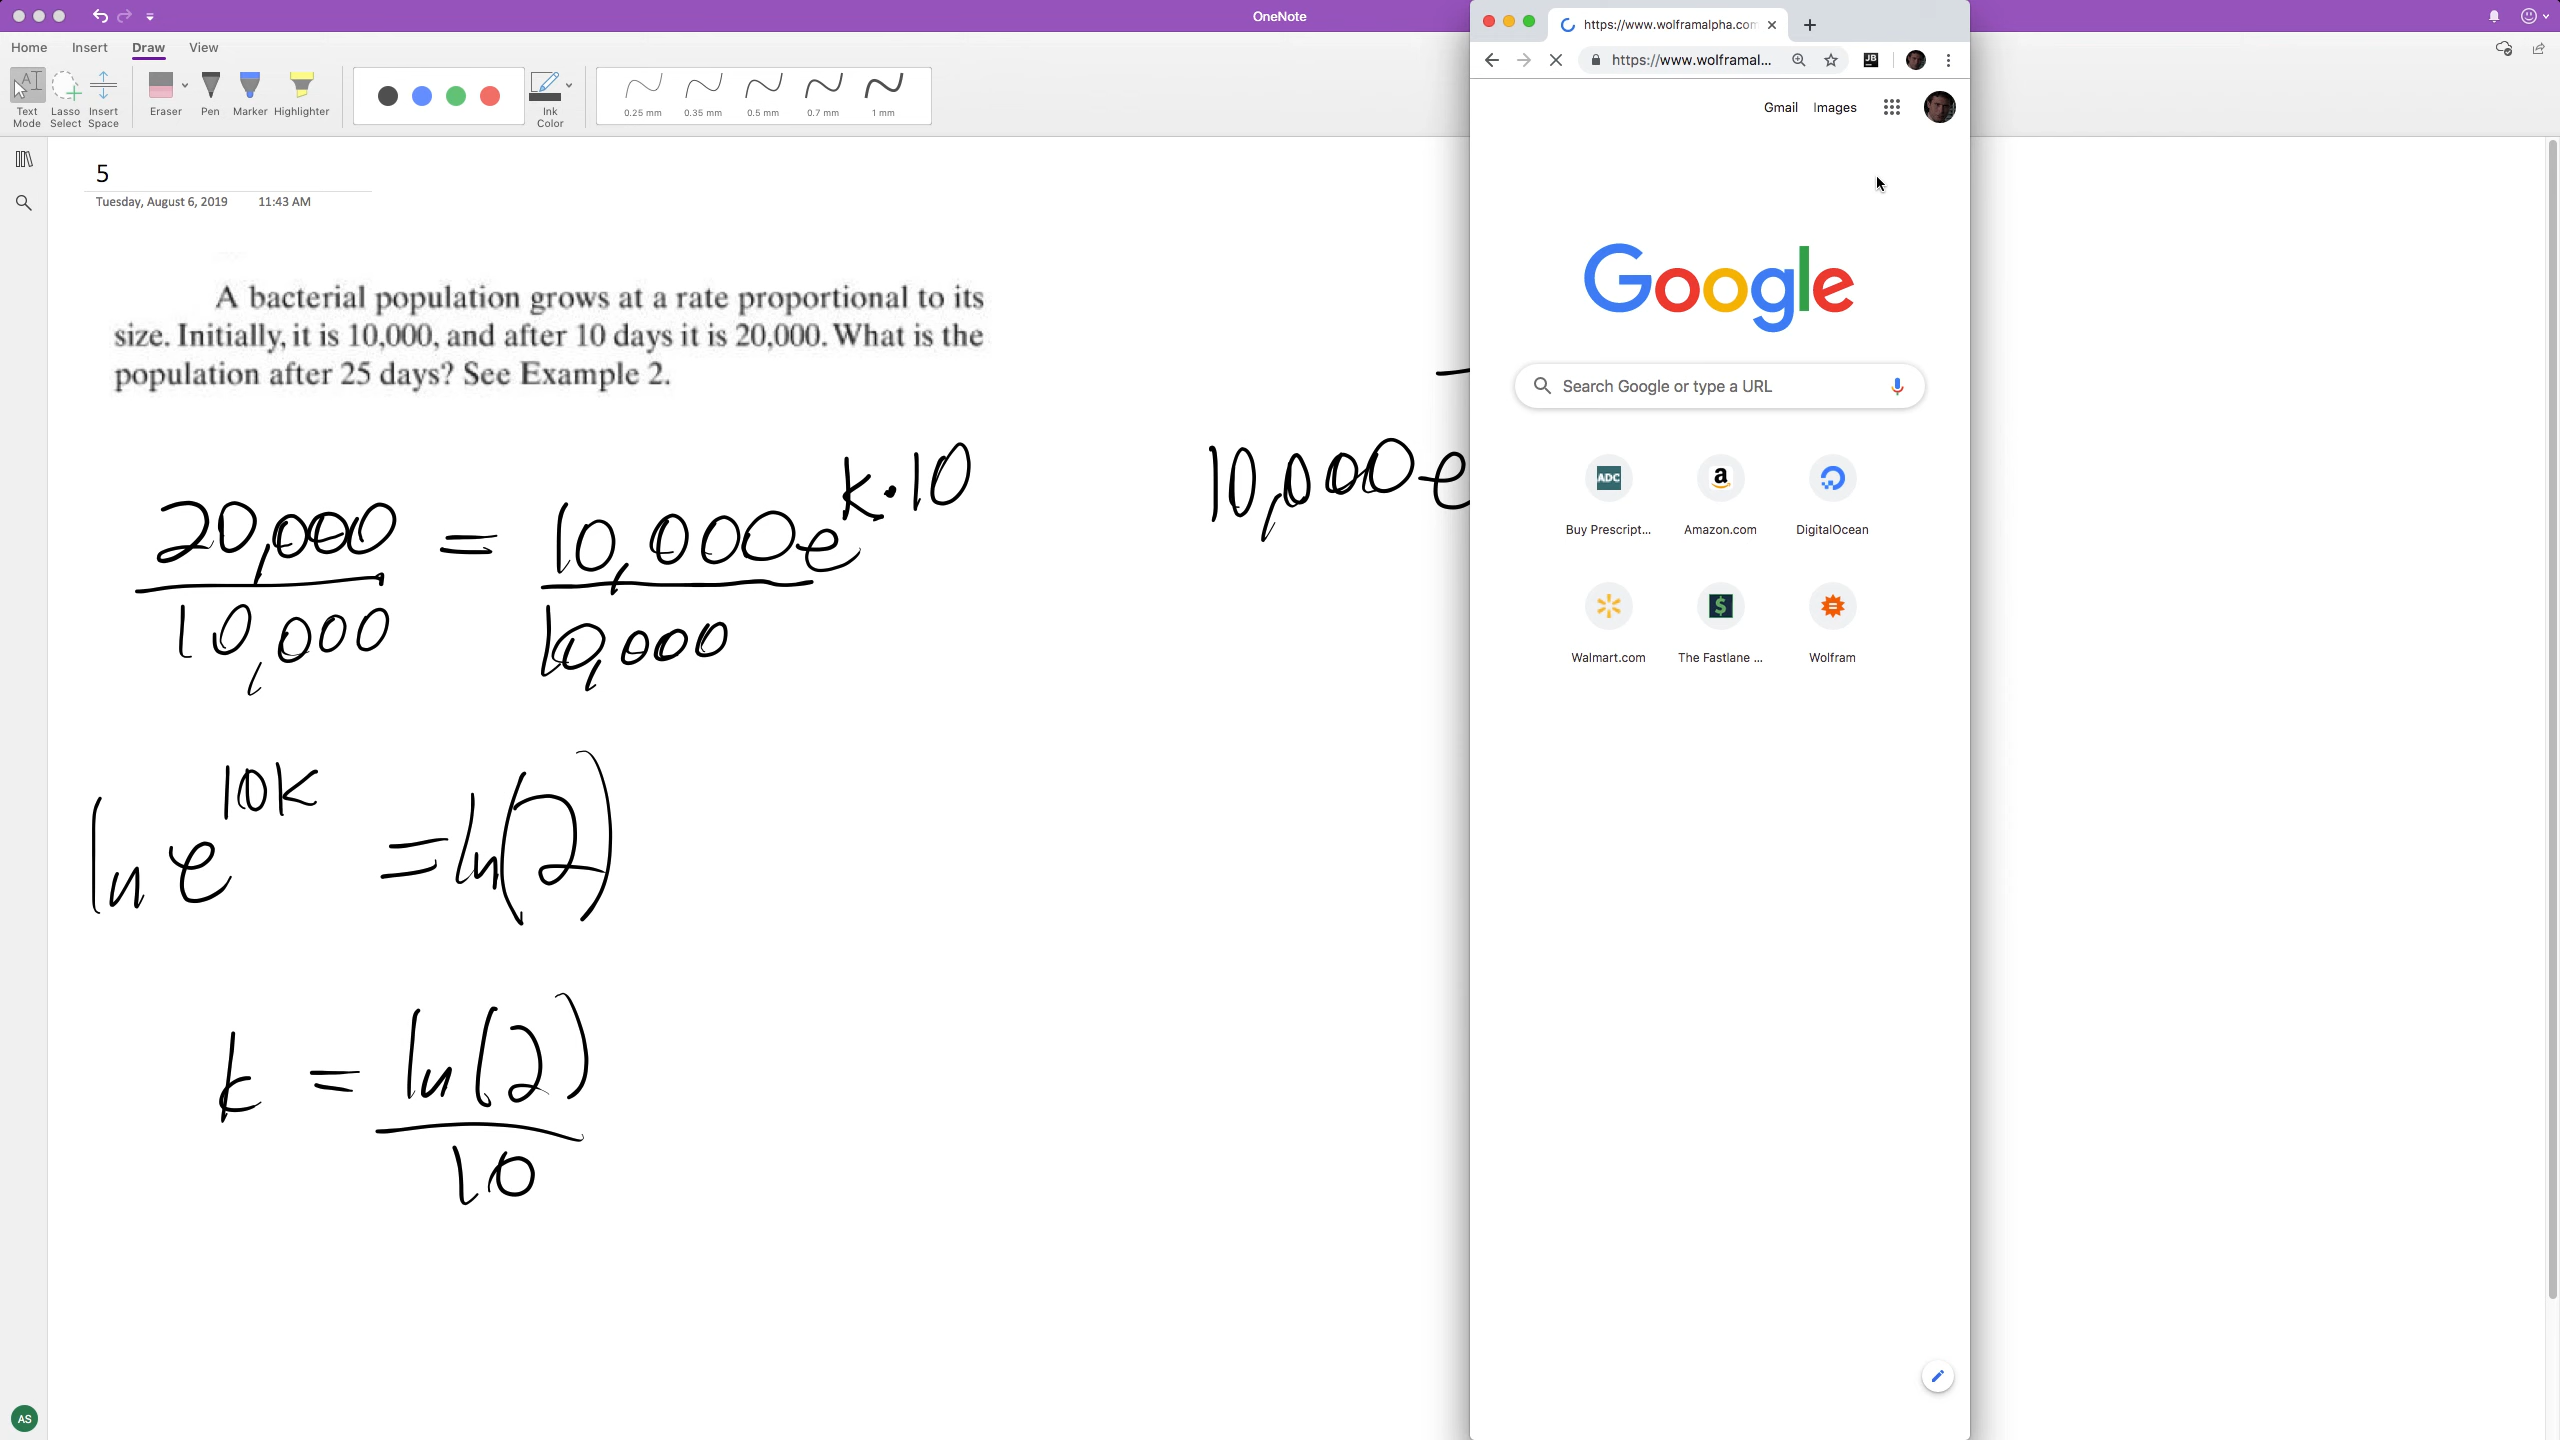 OneNote
Home Insert Draw View
Text Mode
Lasso Select
Insert Space
Eraser
Pen
Marker
Highlighter
Ink Color
0.25 mm
0.35 mm
0.5 mm
0.7 mm
1 mm
5
Tuesday, August 6, 2019 11:43 AM
A bacterial population grows at a rate proportional to its
size. Initially, it is 10,000, and after 10 days it is 20,000. What is the
population after 25 days? See Example 2.
20,000 = 10,000e^k·10
10,000 10,000
ln e^10k = ln(2)
k = ln(2)
10
10,000e
AS
https://www.wolframalpha.com
https://www.wolframal...
JB
Gmail Images
Google
Search Google or type a URL
ADC
a
Buy Prescript... Amazon.com DigitalOcean
$
Walmart.com The Fastlane ... Wolfram